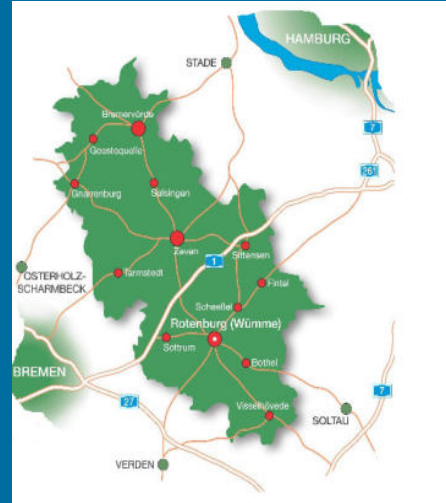 HAMBURG
STADE
Bremervörde
7
Geestequelle
261
Gnarrenburg
Selsingen
Zeven
Sittensen
1
OSTERHOLZ-
SCHARMBECK
Tarmstedt
Fintel
Scheeßel
Rotenburg (Wümme)
Sottrum
Bothel
BREMEN
7
27
Visselhövede
SOLTAU
VERDEN